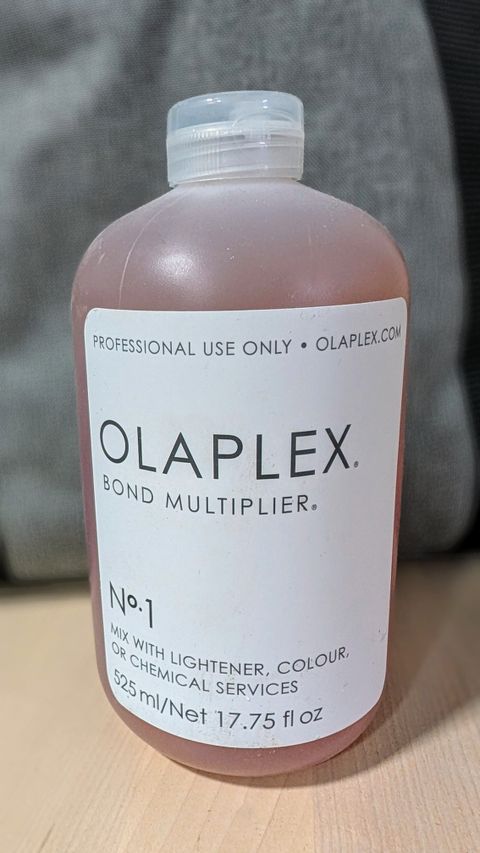 PROFESSIONAL USE ONLY • OLAPLEX.COM
OLAPLEX®
BOND MULTIPLIER®
Nº.1
MIX WITH LIGHTENER, COLOUR,
OR CHEMICAL SERVICES
525 ml/Net 17.75 fl oz